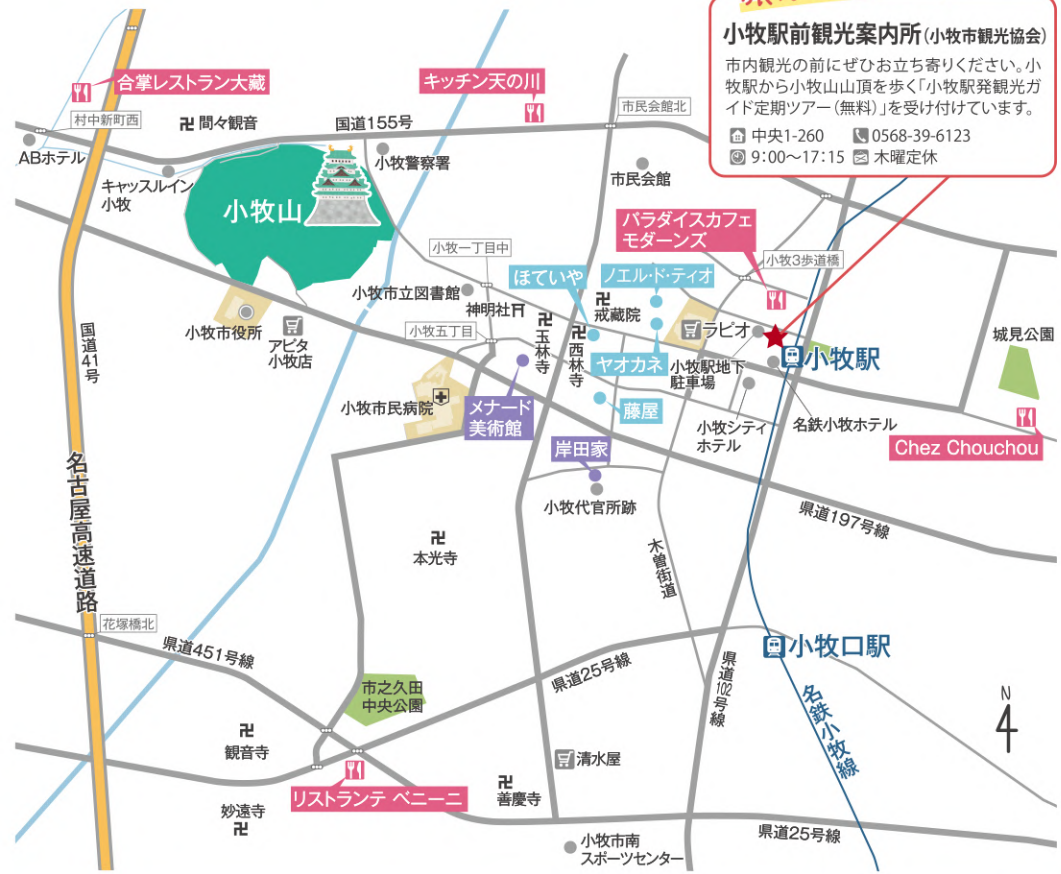 小牧駅前観光案内所(小牧市観光協会)
市内観光の前にぜひお立ち寄りください。小
牧駅から小牧山山頂を歩く「小牧駅発観光ガ
イド定期ツアー(無料)」を受け付けています。
中央1-260 0568-39-6123
9:00〜17:15 木曜定休
合掌レストラン大藏
キッチン天の川
村中新町西
間々観音
国道155号
市民会館北
ABホテル
キャッスルイン
小牧
小牧警察署
市民会館
小牧山
パラダイスカフェ
モダーンズ
小牧一丁目中
ほていや
ノエル・ド・ティオ
小牧3歩道橋
小牧市立図書館
神明社
戒蔵院
小牧市役所
アピタ
小牧店
小牧五丁目
玉林寺
西林寺
ヤオカネ
ラピオ
小牧駅地下
駐車場
小牧駅
城見公園
国道41号
小牧市民病院
メナード
美術館
藤屋
小牧シティ
ホテル
名鉄小牧ホテル
Chez Chouchou
岸田家
小牧代官所跡
名古屋高速道路
県道197号線
本光寺
木曽街道
花塚橋北
県道451号線
小牧口駅
県道25号線
県道102号線
市之久田
中央公園
名鉄小牧線
N
観音寺
清水屋
リストランテ ベニーニ
善慶寺
妙遠寺
県道25号線
小牧市南
スポーツセンター